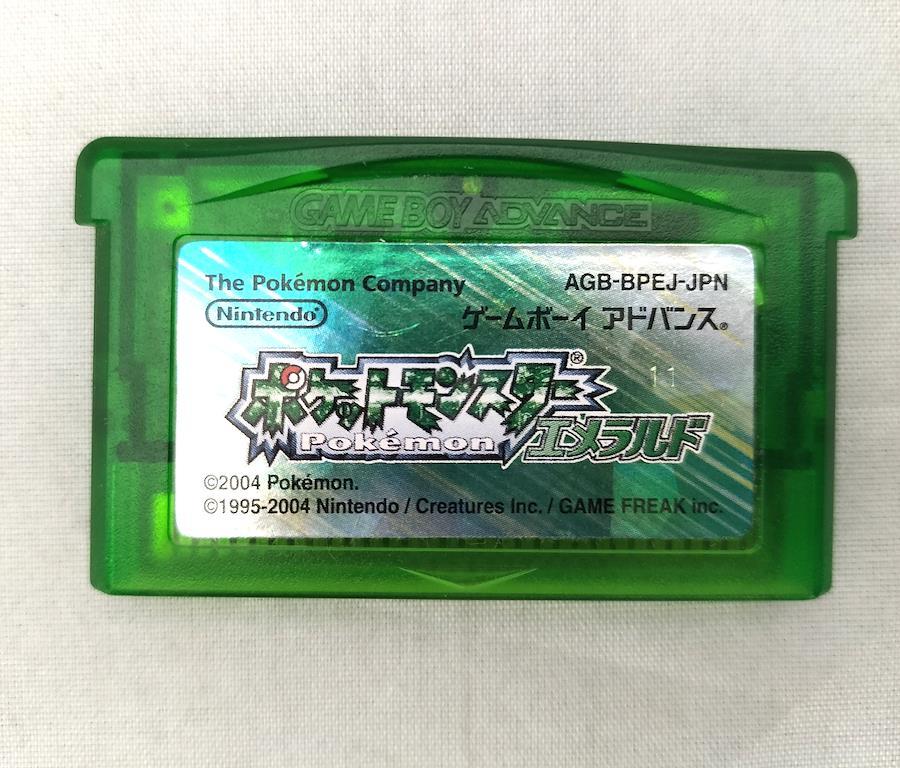 GAME BOY ADVANCE
The Pokémon Company
AGB-BPEJ-JPN
Nintendo®
ゲームボーイ アドバンス®
ポケットモンスター®
11
Pokémon
エメラルド
©2004 Pokémon.
©1995-2004 Nintendo / Creatures Inc. / GAME FREAK inc.